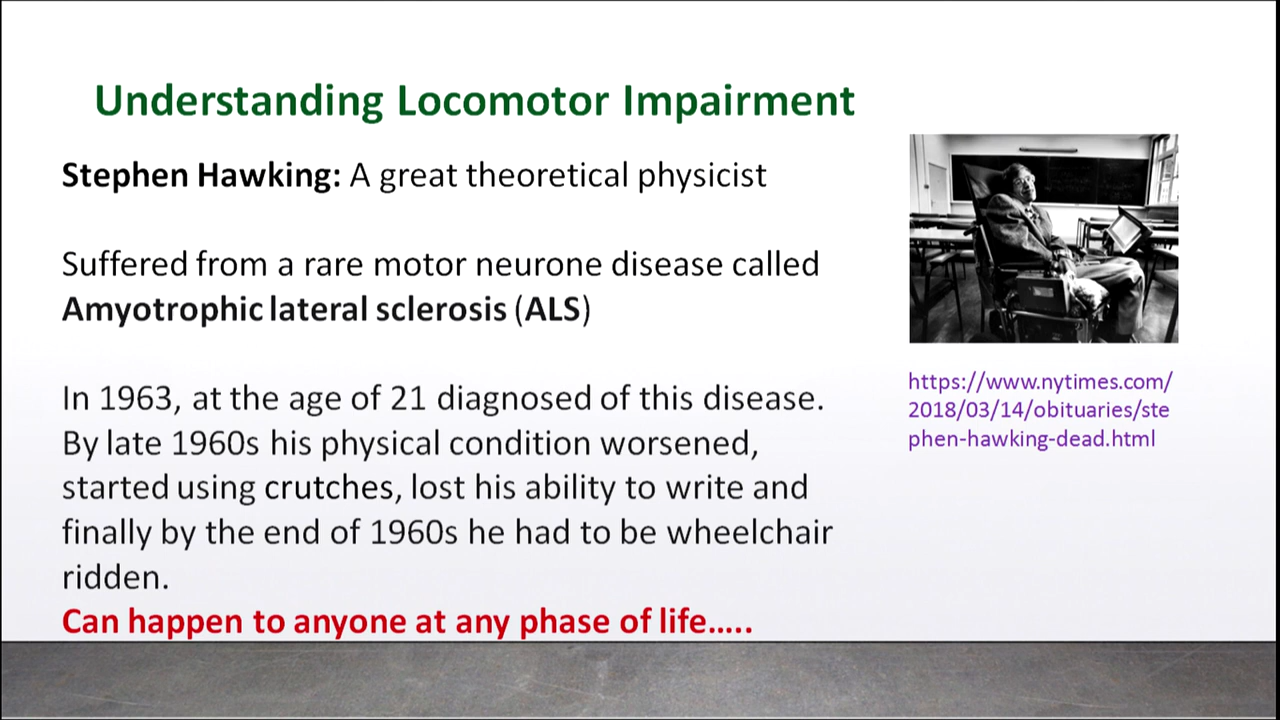 Understanding Locomotor Impairment
Stephen Hawking: A great theoretical physicist
Suffered from a rare motor neurone disease called
Amyotrophic lateral sclerosis (ALS)
In 1963, at the age of 21 diagnosed of this disease.
By late 1960s his physical condition worsened,
started using crutches, lost his ability to write and
finally by the end of 1960s he had to be wheelchair
ridden.
Can happen to anyone at any phase of life.....
https://www.nytimes.com/
2018/03/14/obituaries/ste
phen-hawking-dead.html